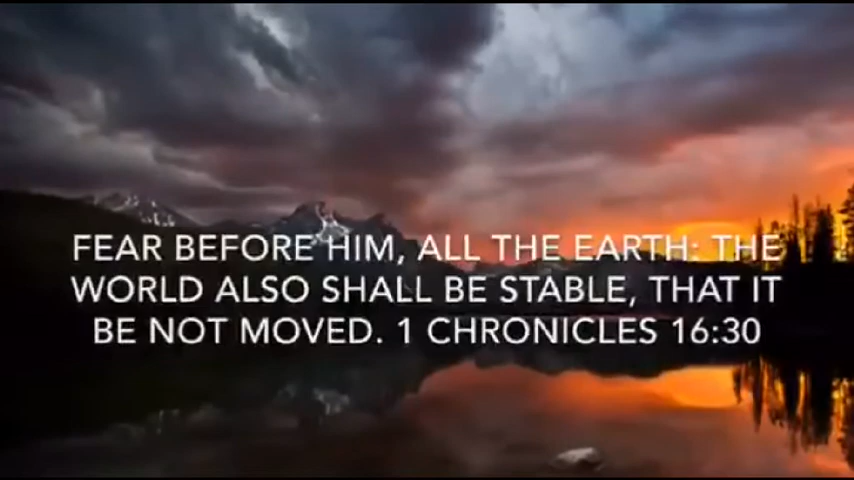 FEAR BEFORE HIM, ALL THE EARTH: THE
WORLD ALSO SHALL BE STABLE, THAT IT
BE NOT MOVED. 1 CHRONICLES 16:30